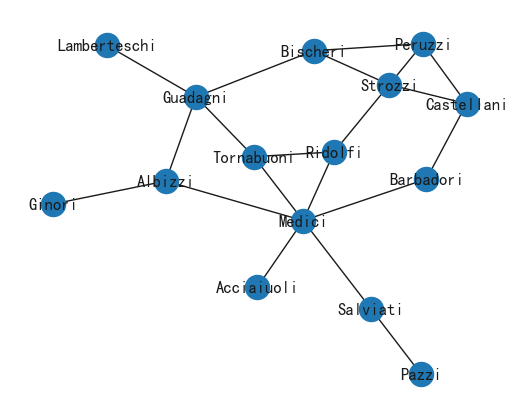 Lamberteschi
Bischeri
Peruzzi
Guadagni
Strozzi
Castellani
Tornabuoni
Ridolfi
Albizzi
Barbadori
Ginori
Medici
Acciaiuoli
Salviati
Pazzi